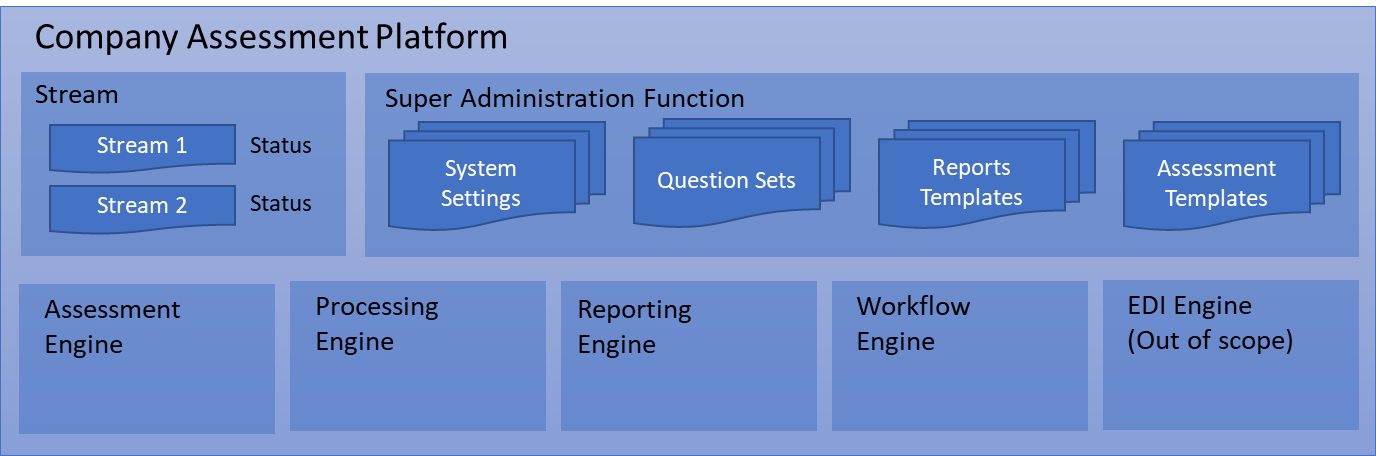 Company Assessment Platform
Stream
Stream 1
Status
Stream 2
Status
Super Administration Function
System
Settings
Question Sets
Reports
Templates
Assessment
Templates
Assessment
Engine
Processing
Engine
Reporting
Engine
Workflow
Engine
EDI Engine
(Out of scope)